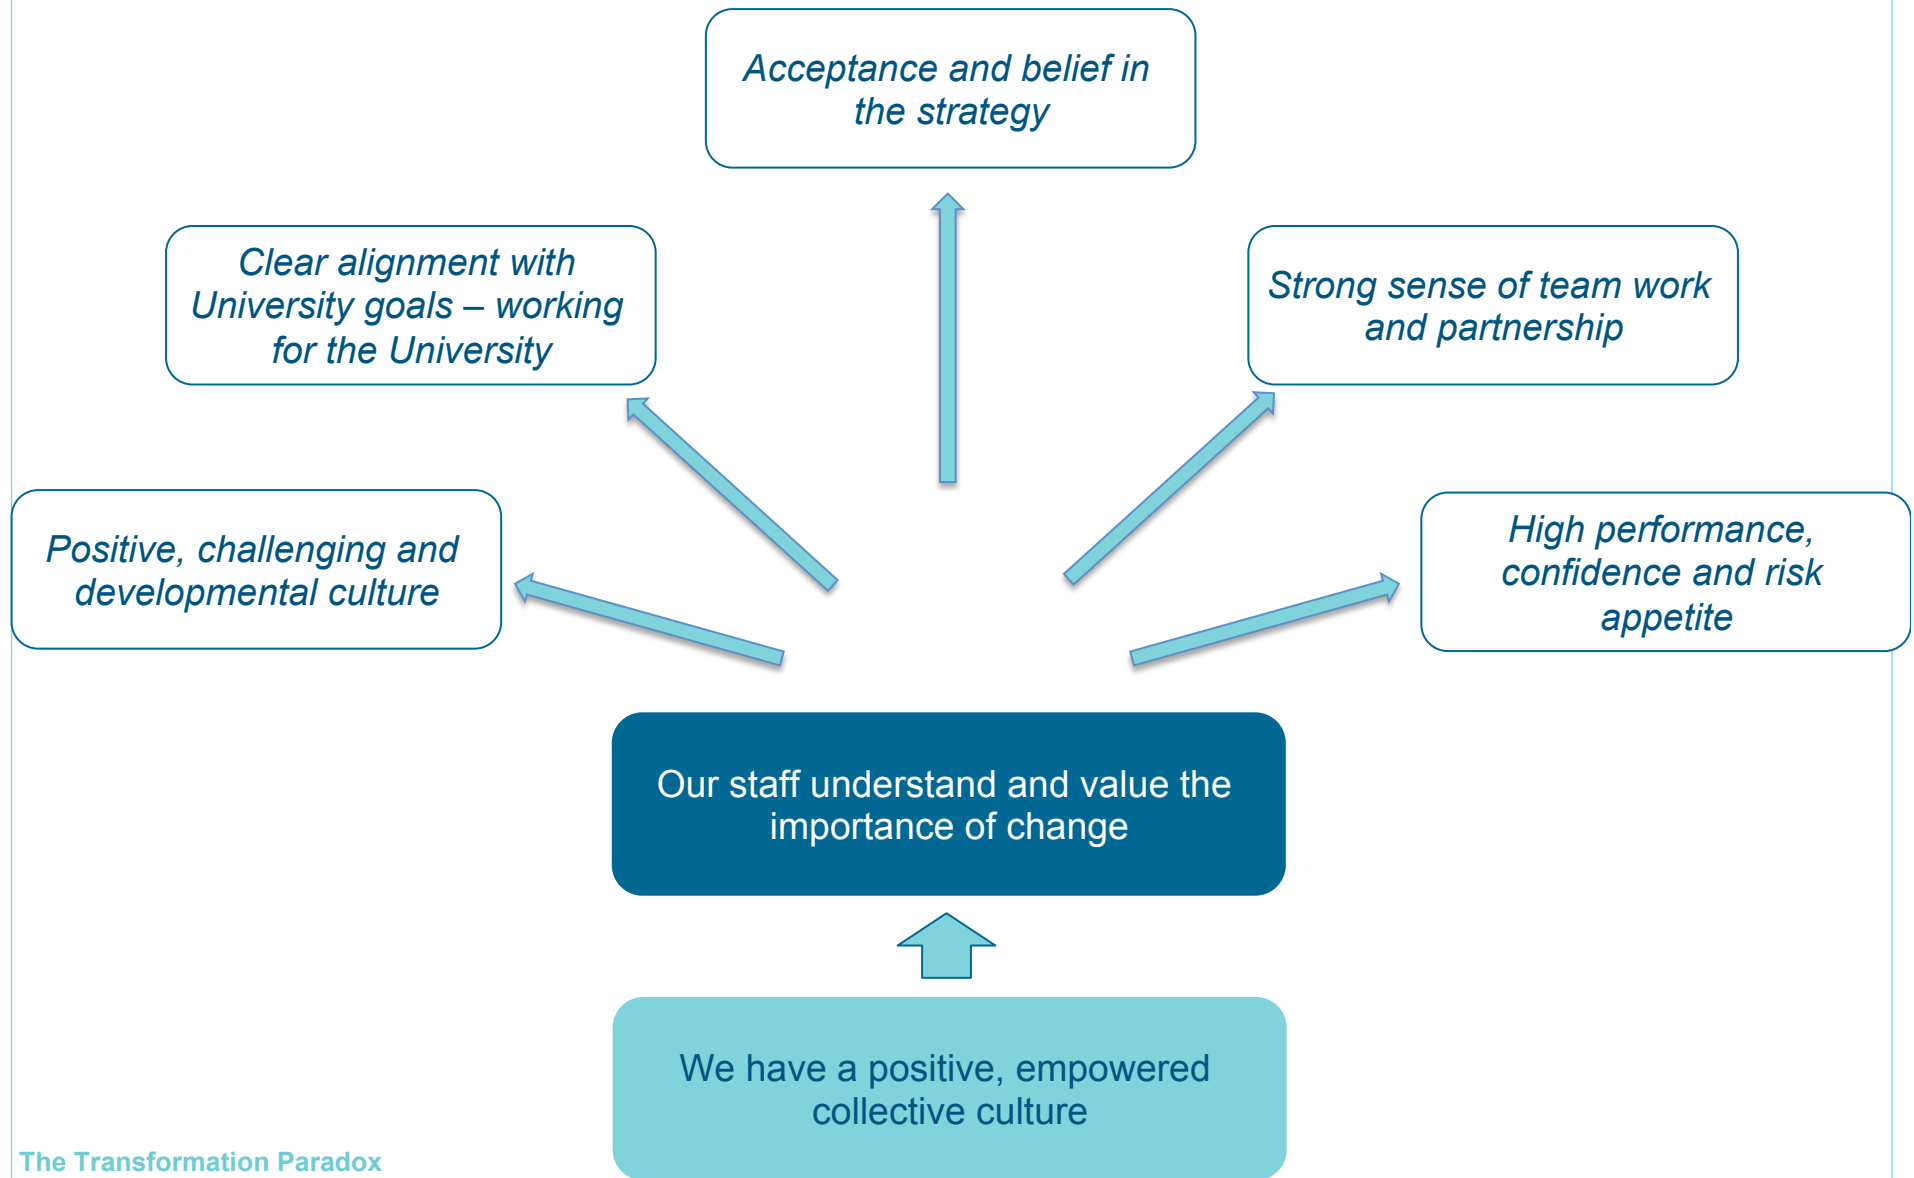 Acceptance and belief in
the strategy
Clear alignment with
University goals – working
for the University
Strong sense of team work
and partnership
Positive, challenging and
developmental culture
High performance,
confidence and risk
appetite
Our staff understand and value the
importance of change
We have a positive, empowered
collective culture
The Transformation Paradox